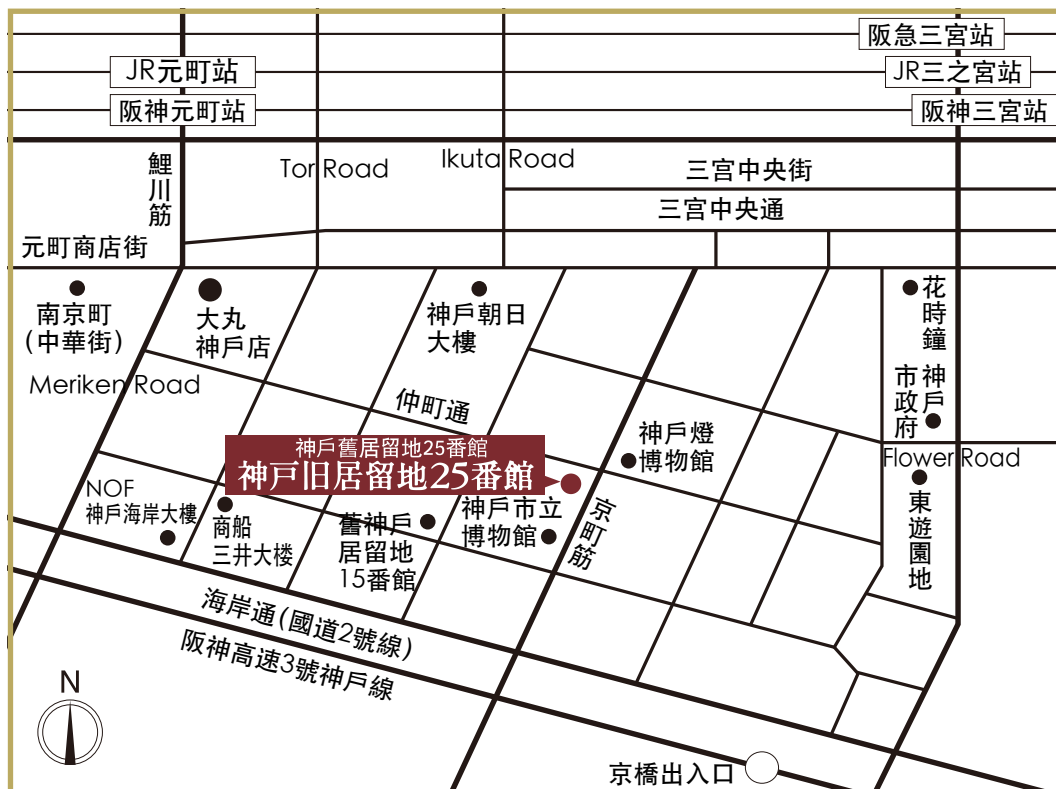 阪急三宮站
JR元町站
JR三之宮站
阪神元町站
阪神三宮站
鯉川筋
Tor Road
Ikuta Road
三宮中央街
三宮中央通
元町商店街
南京町
(中華街)
大丸
神戶店
神戶朝日
大樓
花時鐘
Meriken Road
仲町通
神戶
市政府
神戶舊居留地25番館
神戸旧居留地25番館
神戶燈
博物館
Flower Road
NOF
神戶海岸大樓
商船
三井大楼
舊神戶
居留地
15番館
神戶市立
博物館
京町筋
東遊園地
海岸通(國道2號線)
阪神高速3號神戶線
N
京橋出入口